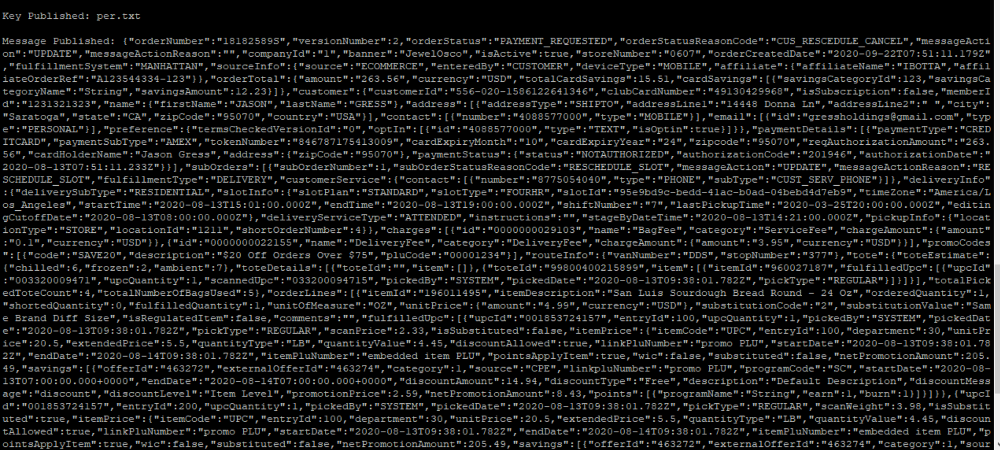 Key Published: per.txt
Message Published: {"orderNumber":"18182589S","versionNumber":2,"orderStatus":"PAYMENT_REQUESTED","orderStatusReasonCode":"CUS_RESCEDULE_CANCEL","messageActi
on":"UPDATE","messageActionReason":"","companyId":"1","banner":"JewelOsco","isActive":true,"storeNumber":"0607","orderCreatedDate":"2020-09-22T07:51:11.179Z"
,"fulfillmentSystem":"MANHATTAN","sourceInfo":{"source":"ECOMMERCE","enteredBy":"CUSTOMER","deviceType":"MOBILE","affiliate":{"affiliateName":"IBOTTA","affil
iateOrderRef":"A123544334-123"}},"orderTotal":{"amount":"263.56","currency":"USD","totalCardSavings":15.51,"cardSavings":[{"savingsCategoryId":123,"savingsCa
tegoryName":"String","savingsAmount":12.23}]},"customer":{"customerId":"556-020-1586122641346","clubCardNumber":"49130429968","isSubscription":false,"memberI
d":"1231321323","name":{"firstName":"JASON","lastName":"GRESS"},"address":[{"addressType":"SHIPTO","addressLine1":"14448 Donna Ln","addressLine2":" ","city":
"Saratoga","state":"CA","zipCode":"95070","country":"USA"}],"contact":[{"number":"4088577000","type":"MOBILE"}],"email":[{"id":"gressholdings@gmail.com","typ
e":"PERSONAL"}],"preference":{"termsCheckedVersionId":"0","optIn":[{"id":"4088577000","type":"TEXT","isOptin":true}]}},"paymentDetails":[{"paymentType":"CRED
ITCARD","paymentSubType":"AMEX","tokenNumber":"846787175413009","cardExpiryMonth":"10","cardExpiryYear":"24","zipcode":"95070","reqAuthorizationAmount":"263.
56","cardHolderName":"Jason Gress","address":{"zipCode":"95070"},"paymentStatus":{"status":"NOTAUTHORIZED","authorizationCode":"201946","authorizationDate":"
2020-08-13T07:51:11.233Z"}}],"subOrders":[{"subOrderNumber":1,"subOrderStatusReasonCode":"RESCHEDULE_SLOT","messageAction":"UPDATE","messageActionReason":"RE
SCHEDULE_SLOT","fulfillmentType":"DELIVERY","customerService":{"contact":[{"number":"8775054040","type":"PHONE","subType":"CUST_SERV_PHONE"}]},"deliveryInfo"
:{"deliverySubType":"RESIDENTIAL","slotInfo":{"slotPlan":"STANDARD","slotType":"FOURHR","slotId":"95e9bd9c-bedd-41ac-b0ad-04bebd4d7eb9","timeZone":"America/L
os_Angeles","startTime":"2020-08-13T15:01:00.000Z","endTime":"2020-08-13T19:00:00.000Z","shiftNumber":"7","lastPickupTime":"2020-03-25T20:00:00.000Z","editin
gCutoffDate":"2020-08-13T08:00:00.000Z"},"deliveryServiceType":"ATTENDED","instructions":"","stageByDateTime":"2020-08-13T14:21:00.000Z","pickupInfo":{"locat
ionType":"STORE","locationId":"1211","shortOrderNumber":4}},"charges":[{"id":"0000000029103","name":"BagFee","category":"ServiceFee","chargeAmount":{"amount"
:"0.1","currency":"USD"}},{"id":"0000000022155","name":"DeliveryFee","category":"DeliveryFee","chargeAmount":{"amount":"3.95","currency":"USD"}}],"promoCodes
":[{"code":"SAVE20","description":"$20 Off Orders Over $75","pluCode":"00001234"}],"routeInfo":{"vanNumber":"DDS","stopNumber":"377"},"tote":{"toteEstimate":
{"chilled":6,"frozen":2,"ambient":7},"toteDetails":[{"toteId":"","item":[]},{"toteId":"99800400215899","item":[{"itemId":"960027187","fulfilledUpc":[{"upcId"
:"003320009471","upcQuantity":1,"scannedUpc":"033200094715","pickedBy":"SYSTEM","pickedDate":"2020-08-13T09:38:01.782Z","pickType":"REGULAR"}]}]}],"totalPick
edToteCount":4,"totalNumberOfBagsUsed":5},"orderLines":[{"itemId":"196011495","itemDescription":"San Luis Sourdough Bread Round - 24 Oz","orderedQuantity":1,
"shortedQuantity":0,"fulfilledQuantity":1,"unitOfMeasure":"OZ","unitPrice":{"amount":"4.99","currency":"USD"},"substitutionCode":"2","substitutionValue":"Sam
e Brand Diff Size","isRegulatedItem":false,"comments":"","fulfilledUpc":[{"upcId":"001853724157","entryId":100,"upcQuantity":1,"pickedBy":"SYSTEM","pickedDat
e":"2020-08-13T09:38:01.782Z","pickType":"REGULAR","scanPrice":2.33,"isSubstituted":false,"itemPrice":{"itemCode":"UPC","entryId":100,"department":30,"unitPr
ice":20.5,"extendedPrice":5.5,"quantityType":"LB","quantityValue":4.45,"discountAllowed":true,"linkPluNumber":"promo PLU","startDate":"2020-08-13T09:38:01.78
2Z","endDate":"2020-08-14T09:38:01.782Z","itemPluNumber":"embedded item PLU","pointsApplyItem":true,"wic":false,"substituted":false,"netPromotionAmount":205.
49,"savings":[{"offerId":"463272","externalOfferId":"463274","category":1,"source":"CPE","linkpluNumber":"promo PLU","programCode":"SC","startDate":"2020-08-
13T07:00:00.000+0000","endDate":"2020-08-14T07:00:00.000+0000","discountAmount":14.94,"discountType":"Free","description":"Default Description","discountMess
age":"discount","discountLevel":"Item Level","promotionPrice":2.59,"netPromotionAmount":8.43,"points":[{"programName":"String","earn":1,"burn":1}]}]}},{"upcI
d":"001853724157","entryId":200,"upcQuantity":1,"pickedBy":"SYSTEM","pickedDate":"2020-08-13T09:38:01.782Z","pickType":"REGULAR","scanWeight":3.98,"isSubstit
uted":true,"itemPrice":{"itemCode":"UPC","entryId":100,"department":30,"unitPrice":20.5,"extendedPrice":5.5,"quantityType":"LB","quantityValue":4.45,"discoun
tAllowed":true,"linkPluNumber":"promo PLU","startDate":"2020-08-13T09:38:01.782Z","endDate":"2020-08-14T09:38:01.782Z","itemPluNumber":"embedded item PLU","p
ointsApplyItem":true,"wic":false,"substituted":false,"netPromotionAmount":205.49,"savings":[{"offerId":"463272","externalOfferId":"463274","category":1,"sour